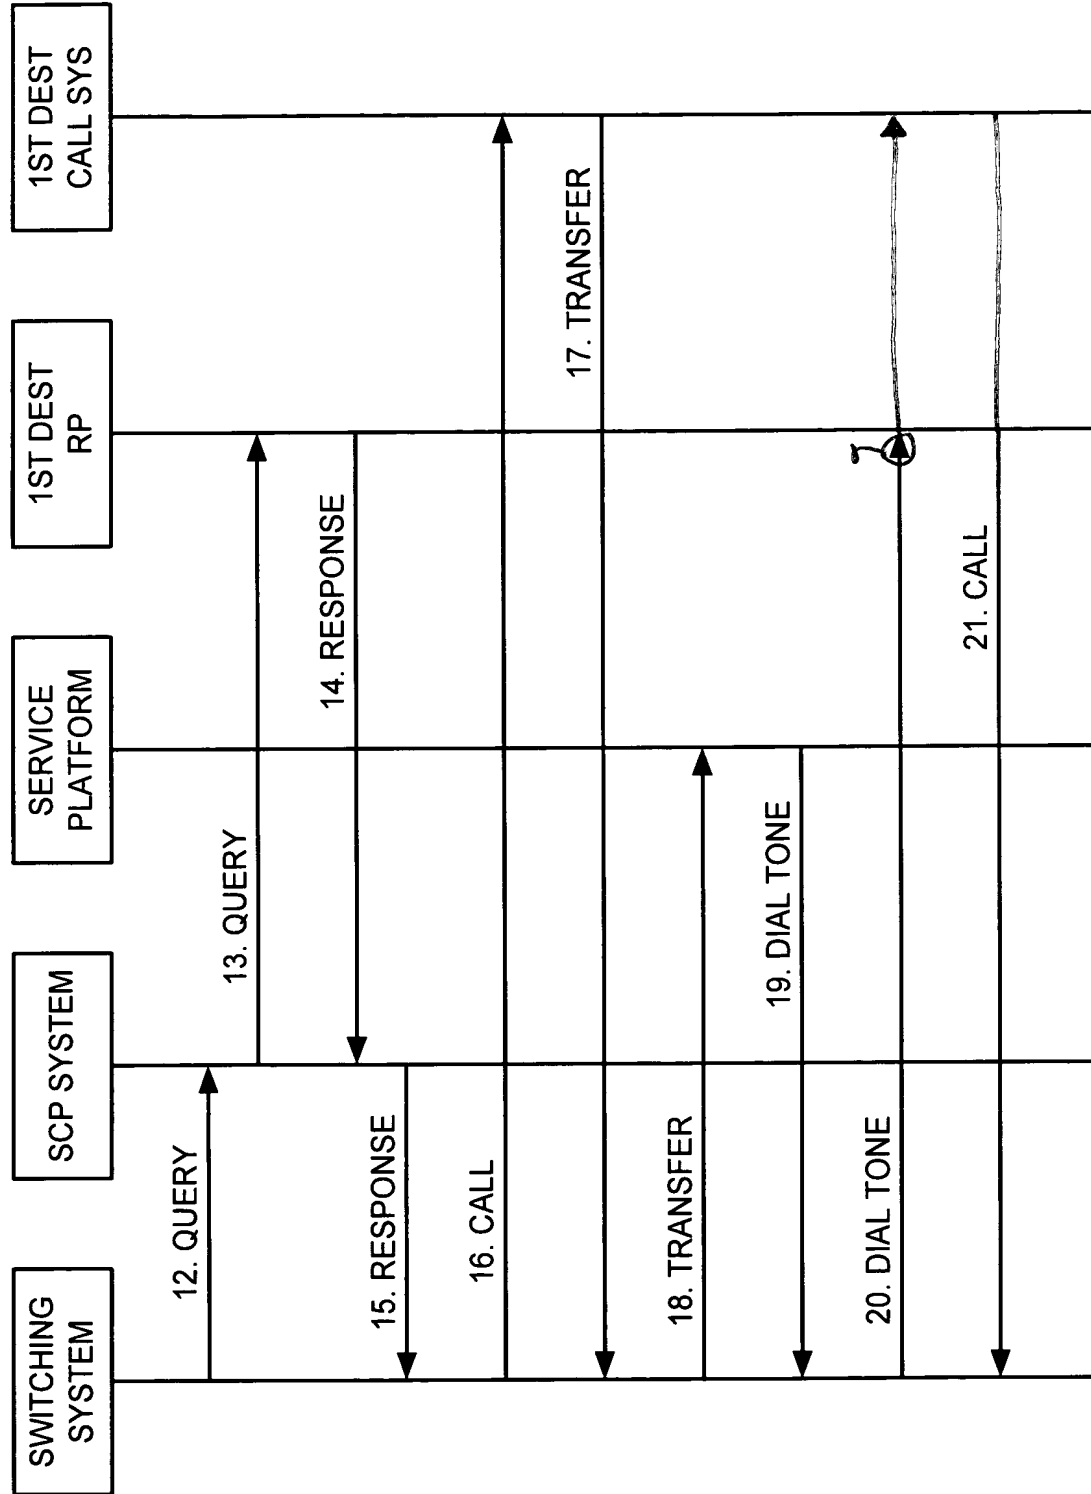 SWITCHING
SYSTEM
SCP SYSTEM
SERVICE
PLATFORM
1ST DEST
RP
1ST DEST
CALL SYS
12. QUERY
13. QUERY
14. RESPONSE
15. RESPONSE
16. CALL
17. TRANSFER
18. TRANSFER
19. DIAL TONE
20. DIAL TONE
21. CALL